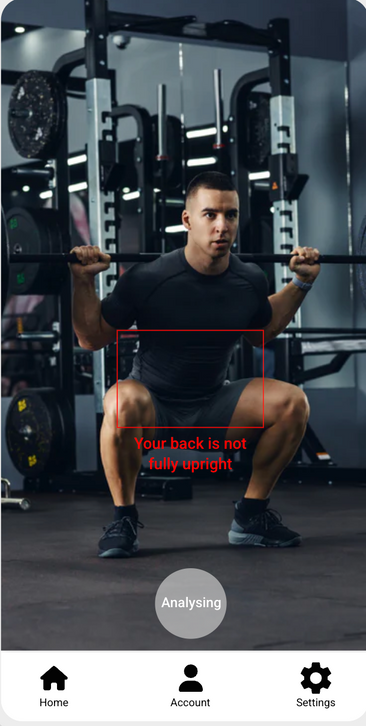 Your back is not
fully upright
Analysing
Home
Account
Settings